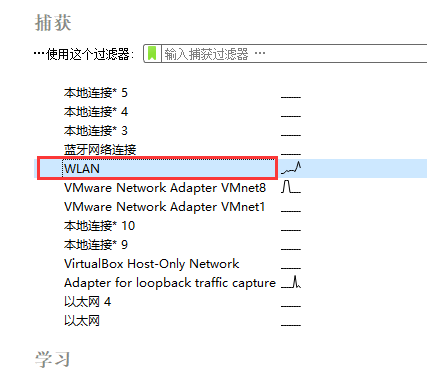 捕获
…使用这个过滤器： 输入捕获过滤器 …
本地连接* 5
本地连接* 4
本地连接* 3
蓝牙网络连接
WLAN
VMware Network Adapter VMnet8
VMware Network Adapter VMnet1
本地连接* 10
本地连接* 9
VirtualBox Host-Only Network
Adapter for loopback traffic capture
以太网 4
以太网
学习